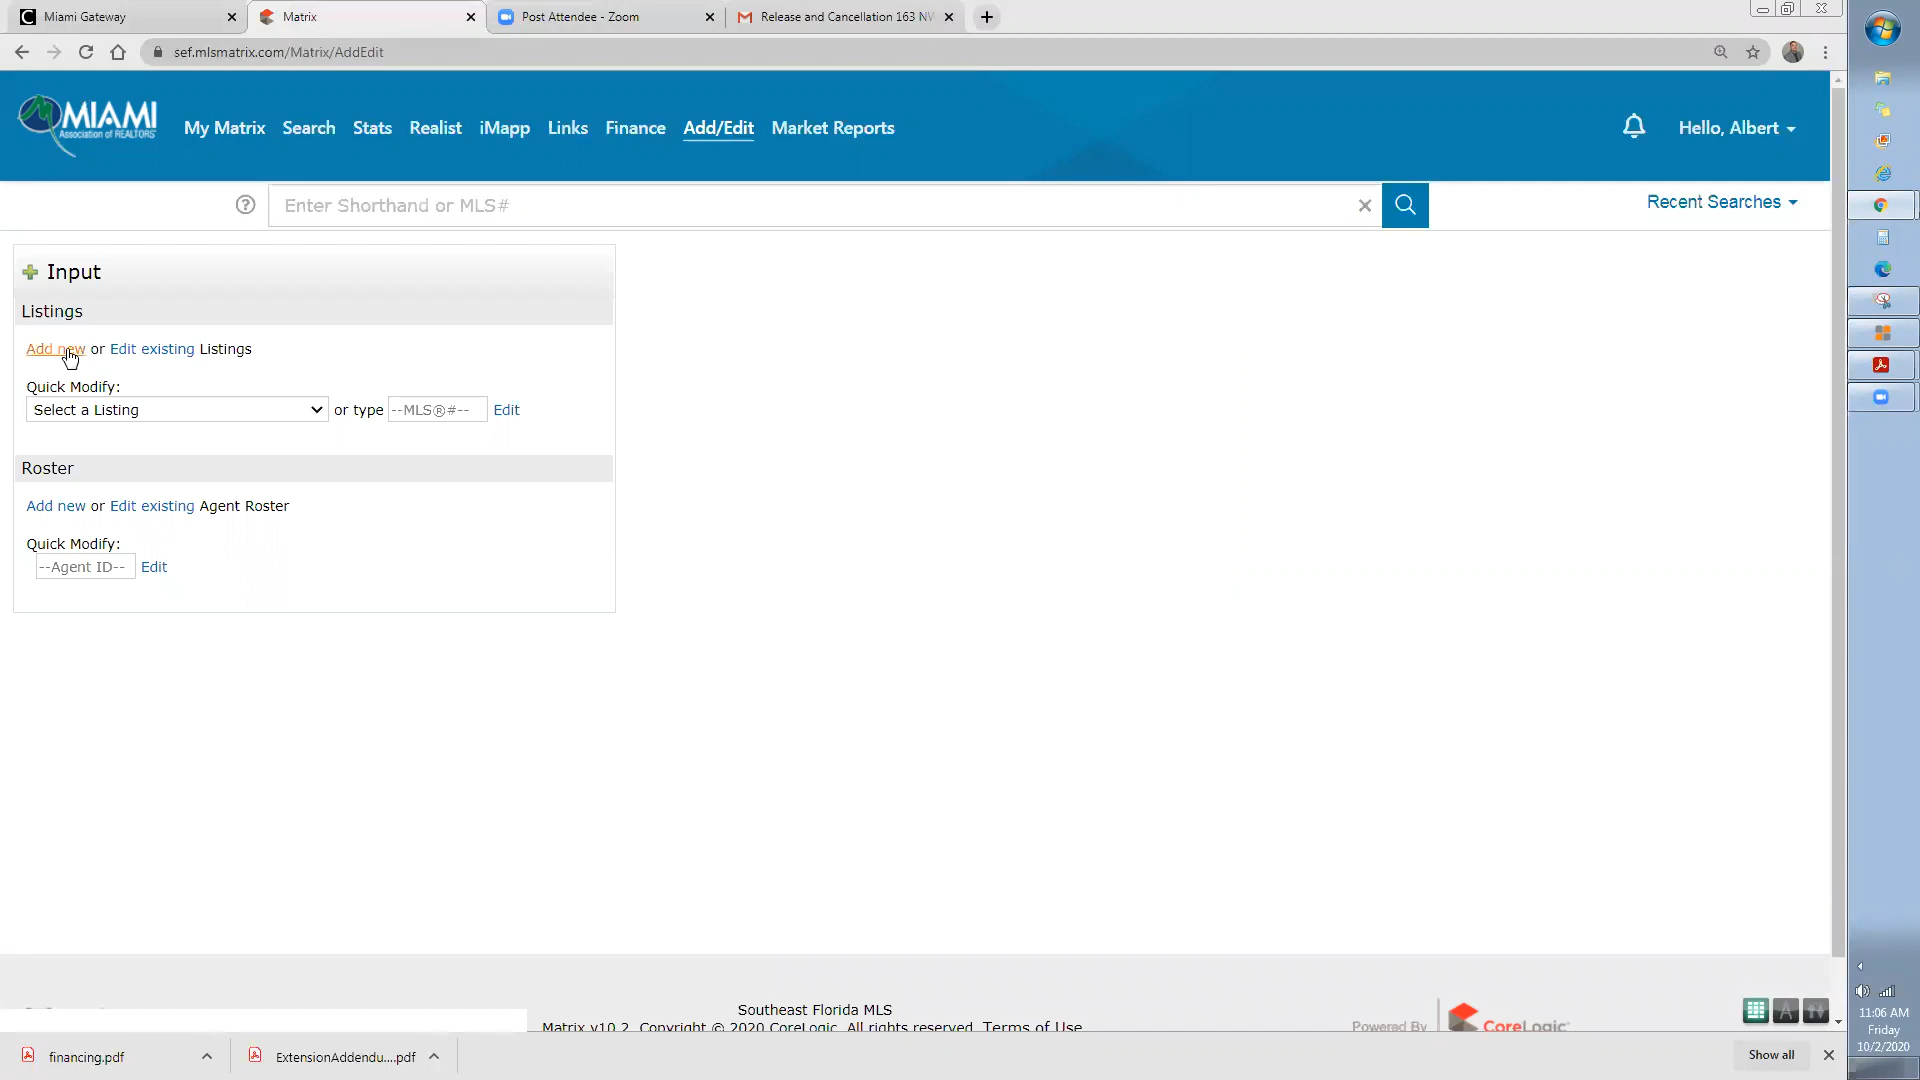 Miami Gateway
Matrix
Post Attendee - Zoom
Release and Cancellation 163 NW
sef.mlsmatrix.com/Matrix/AddEdit
MIAMI
Association of REALTORS®
My Matrix
Search
Stats
Realist
iMapp
Links
Finance
Add/Edit
Market Reports
Hello, Albert
Enter Shorthand or MLS#
Recent Searches
Input
Listings
Add new or Edit existing Listings
Quick Modify:
Select a Listing
or type
--MLS®#--
Edit
Roster
Add new or Edit existing Agent Roster
Quick Modify:
--Agent ID--
Edit
Southeast Florida MLS
Matrix v10.2. Copyright © 2020 CoreLogic. All rights reserved. Terms of Use
Powered By
CoreLogic
financing.pdf
ExtensionAddendu....pdf
Show all
11:06 AM
Friday
10/2/2020